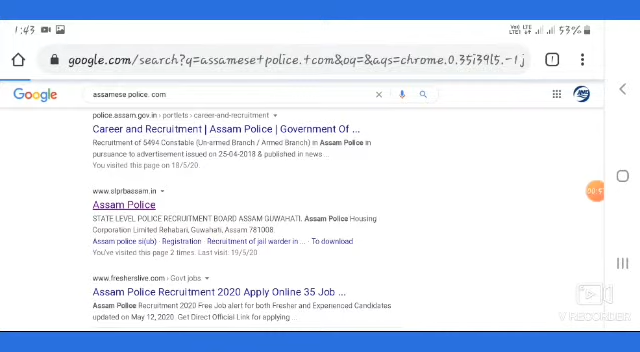 1:43
VoI) LTE LTE1 53%
google.com/search?q=assamese+police.+com&oq=&aqs=chrome.0.35i39l5.-1j
Google
assamese police. com
police.assam.gov.in › portlets › career-and-recruitment
Career and Recruitment | Assam Police | Government Of ...
Recruitment of 5494 Constable (Un-armed Branch / Armed Branch) in Assam Police in
pursuance to advertisement issued on 25-04-2018 & published in news ...
You visited this page on 18/5/20.
www.slprbassam.in
Assam Police
STATE LEVEL POLICE RECRUITMENT BOARD ASSAM GUWAHATI. Assam Police Housing
Corporation Limited Rehabari, Guwahati, Assam 781008.
Assam police si(ub) · Registration · Recruitment of jail warder in... · To download
You've visited this page 2 times. Last visit: 19/5/20
www.fresherslive.com › Govt jobs
Assam Police Recruitment 2020 Apply Online 35 Job ...
Assam Police Recruitment 2020 Free Job alert for both Fresher and Experienced Candidates
updated on May 12, 2020. Get Direct Official Link for applying ...
V RECORDER